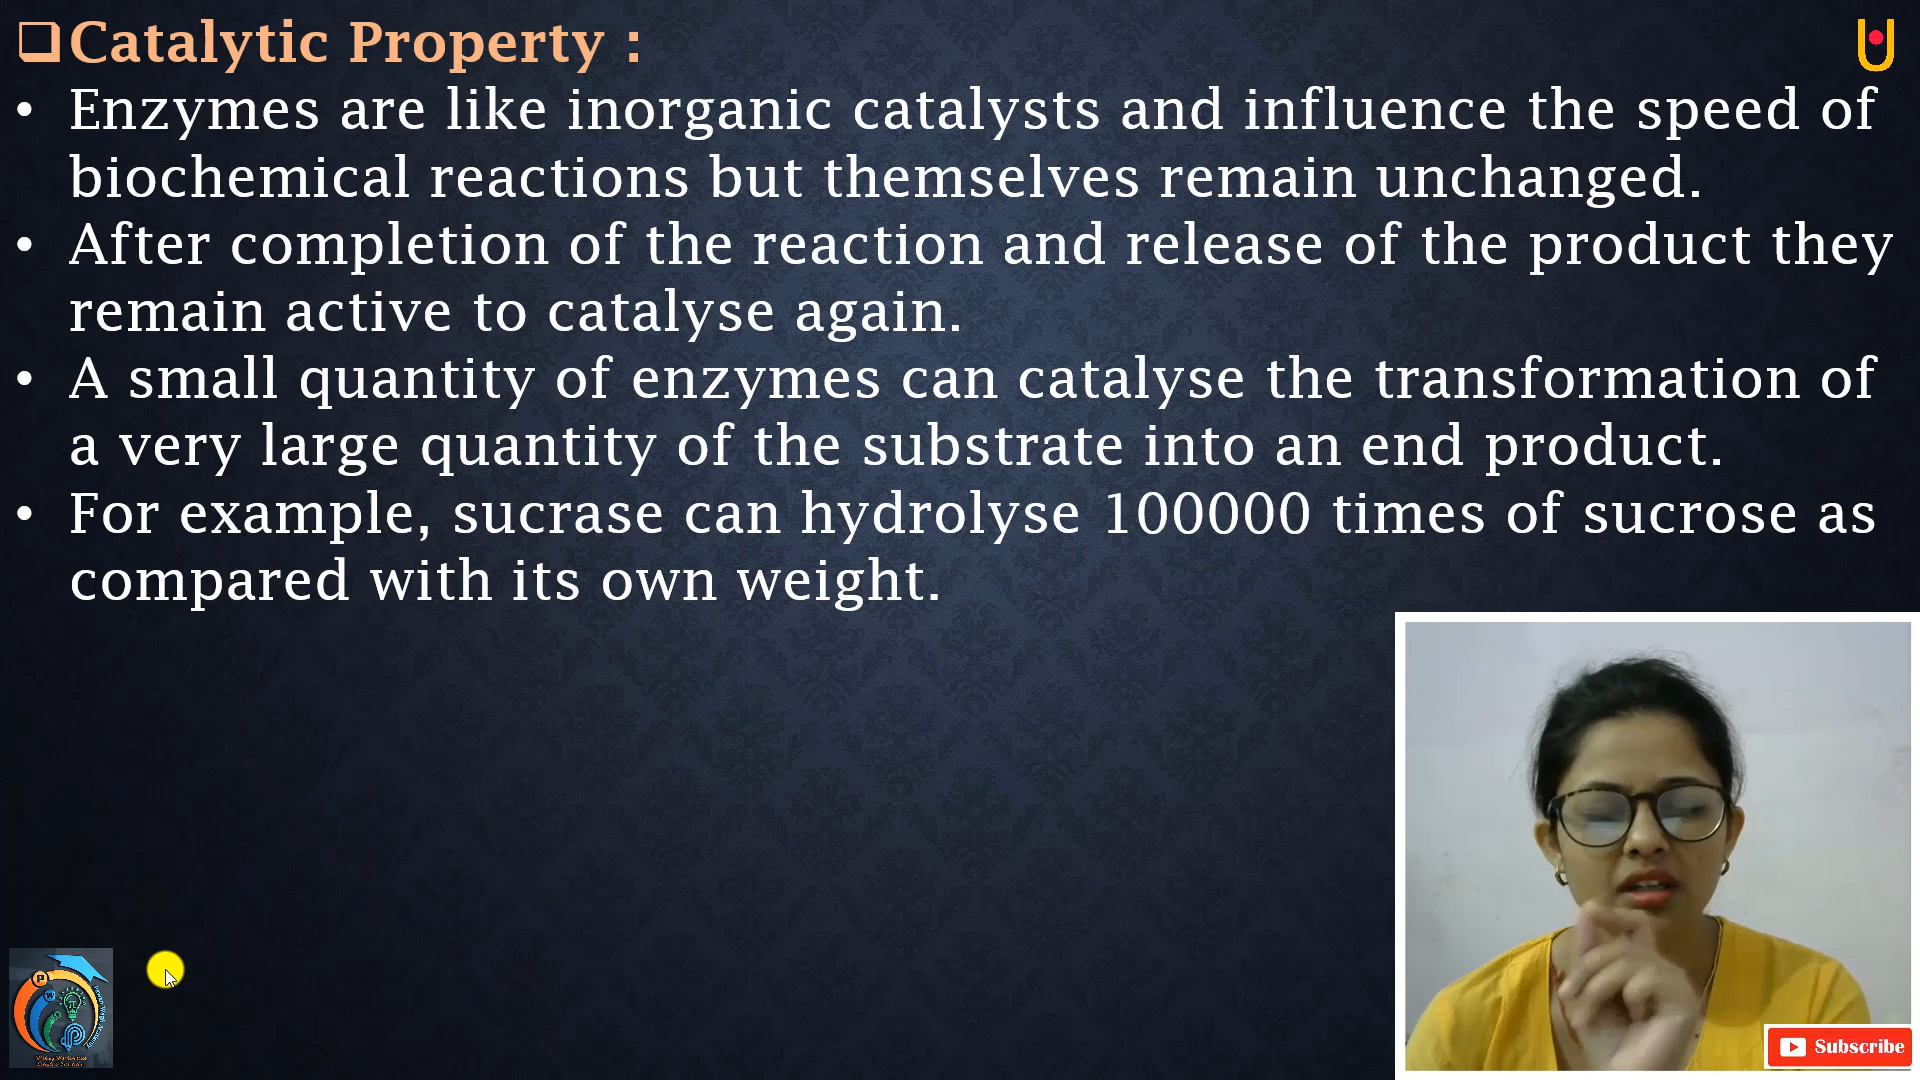 Catalytic Property :
• Enzymes are like inorganic catalysts and influence the speed of
biochemical reactions but themselves remain unchanged.
• After completion of the reaction and release of the product they
remain active to catalyse again.
• A small quantity of enzymes can catalyse the transformation of
a very large quantity of the substrate into an end product.
• For example, sucrase can hydrolyse 100000 times of sucrose as
compared with its own weight.
Subscribe